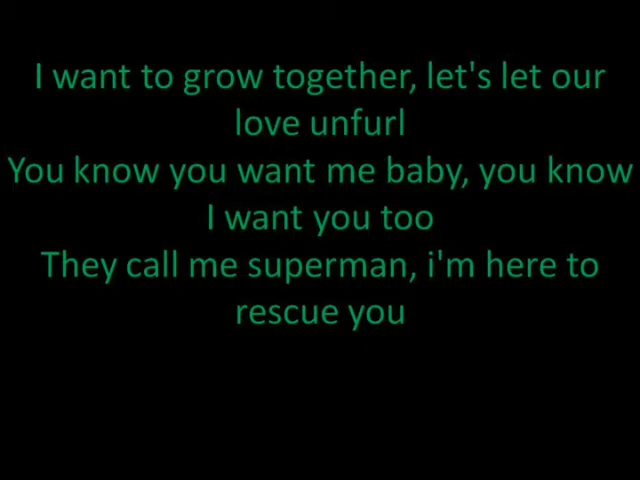 I want to grow together, let's let our
love unfurl
You know you want me baby, you know
I want you too
They call me superman, i'm here to
rescue you